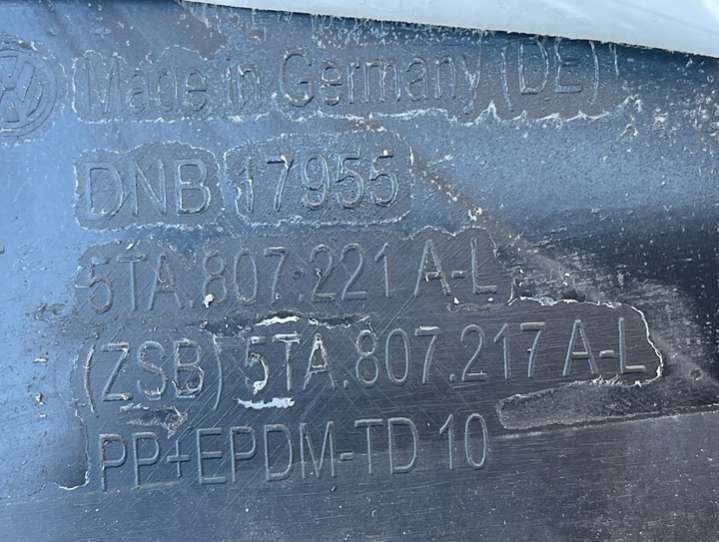 Made in Germany (DE)
DNB 17955
5TA.807.221 A-L
(ZSB) 5TA.807.217 A-L
PP+EPDM-TD 10